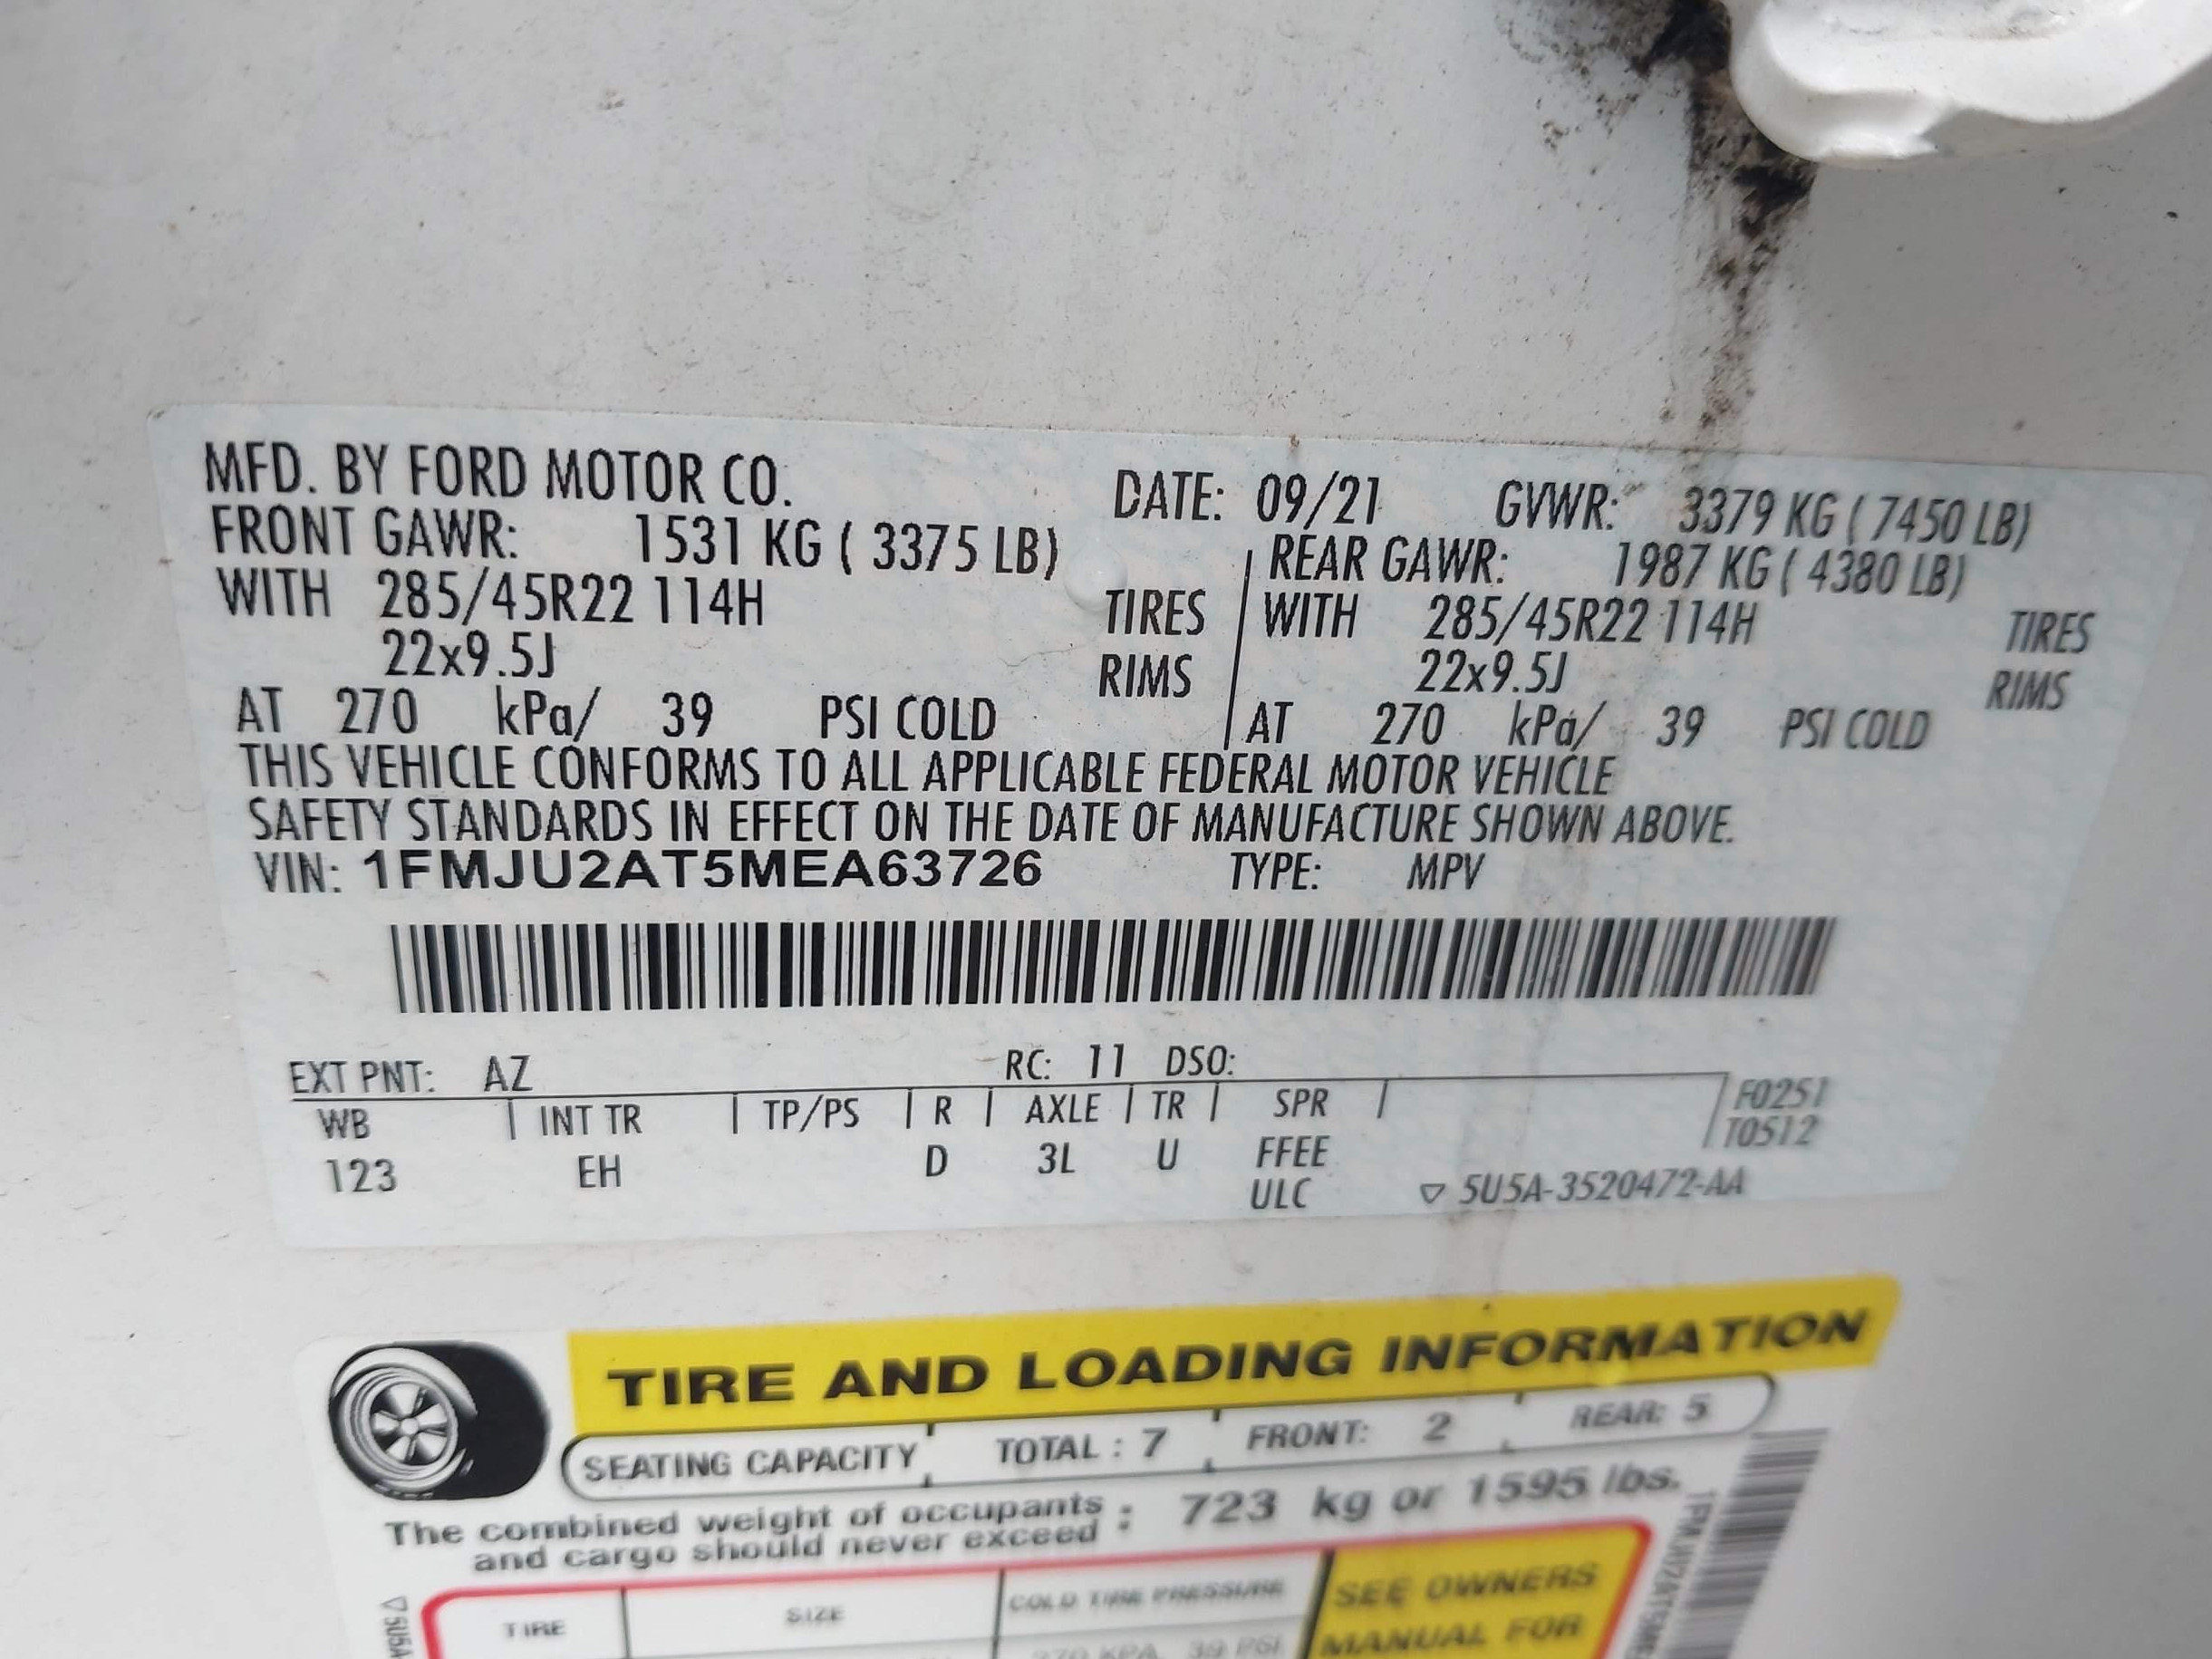 MFD. BY FORD MOTOR CO. DATE: 09/21 GVWR: 3379 KG ( 7450 LB)
FRONT GAWR: 1531 KG ( 3375 LB) REAR GAWR: 1987 KG ( 4380 LB)
WITH 285/45R22 114H TIRES WITH 285/45R22 114H TIRES
22x9.5J RIMS 22x9.5J RIMS
AT 270 kPa/ 39 PSI COLD AT 270 kPa/ 39 PSI COLD
THIS VEHICLE CONFORMS TO ALL APPLICABLE FEDERAL MOTOR VEHICLE
SAFETY STANDARDS IN EFFECT ON THE DATE OF MANUFACTURE SHOWN ABOVE.
VIN: 1FMJU2AT5MEA63726 TYPE: MPV
EXT PNT: AZ RC: 11 DSO:
WB INT TR TP/PS R AXLE TR SPR F0251
T0512
123 EH D 3L U FFEE
ULC ▽ 5U5A-3520472-AA
TIRE AND LOADING INFORMATION
SEATING CAPACITY TOTAL : 7 FRONT: 2 REAR: 5
The combined weight of occupants
and cargo should never exceed : 723 kg or 1595 lbs.
TIRE SIZE COLD TIRE PRESSURE SEE OWNERS
270 KPA, 39 PSI MANUAL FOR
▽5U5A